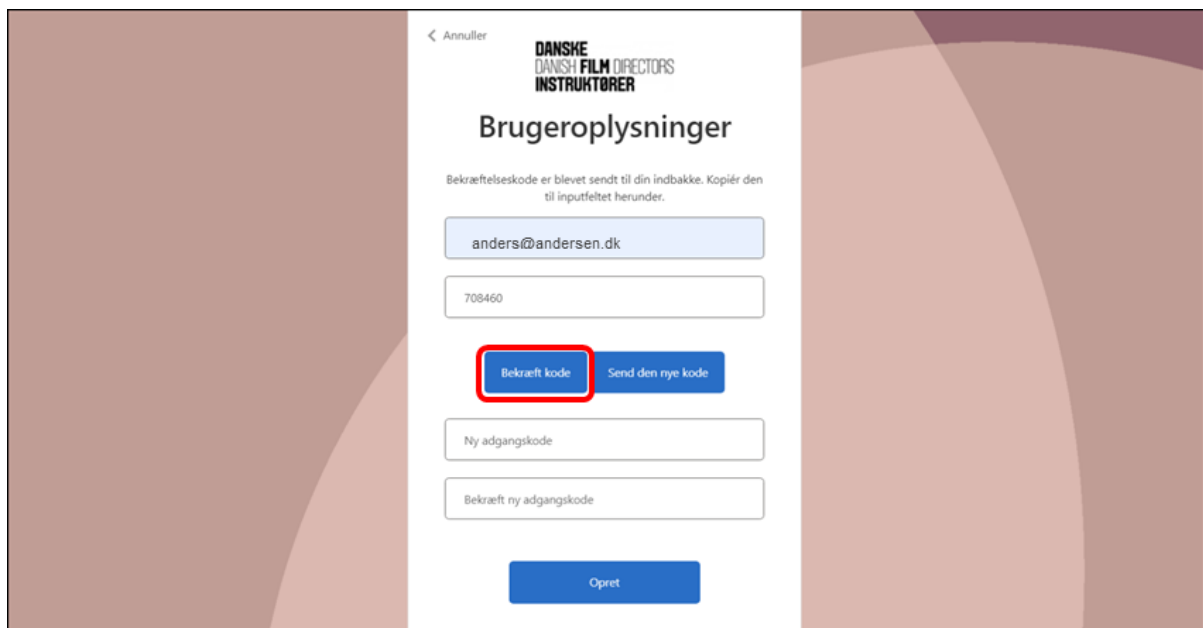 Annuller
DANSKE
DANISH FILM DIRECTORS
INSTRUKTØRER
Brugeroplysninger
Bekræftelseskode er blevet sendt til din indbakke. Kopiér den
til inputfeltet herunder.
anders@andersen.dk
708460
Bekræft kode
Send den nye kode
Ny adgangskode
Bekræft ny adgangskode
Opret